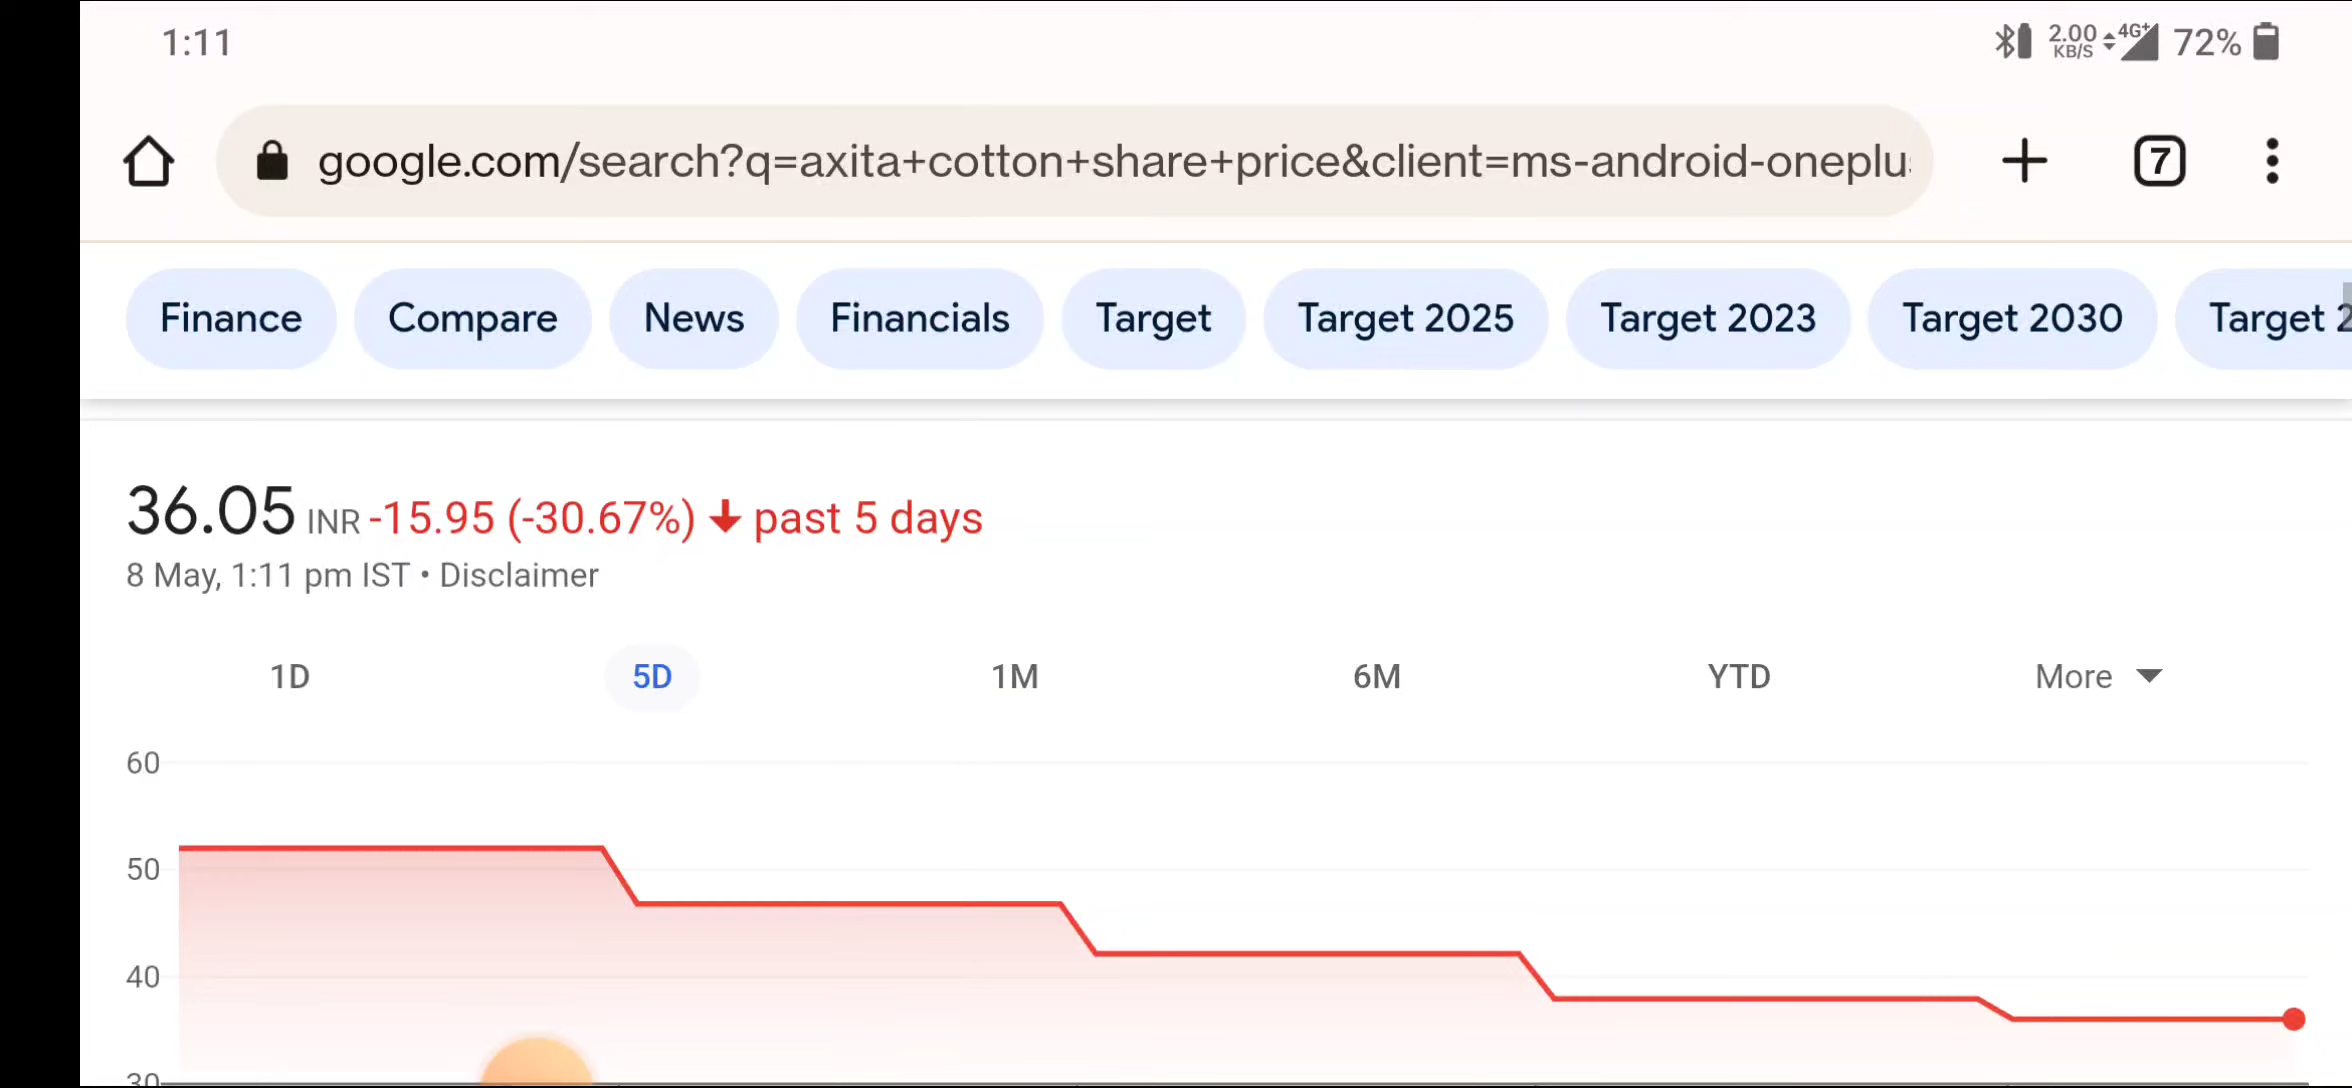 1:11
2.00 KB/S 4G+ 72%
google.com/search?q=axita+cotton+share+price&client=ms-android-oneplu
7
Finance Compare News Financials Target Target 2025 Target 2023 Target 2030 Target 2
36.05 INR -15.95 (-30.67%) ↓ past 5 days
8 May, 1:11 pm IST • Disclaimer
1D 5D 1M 6M YTD More
60
50
40
30